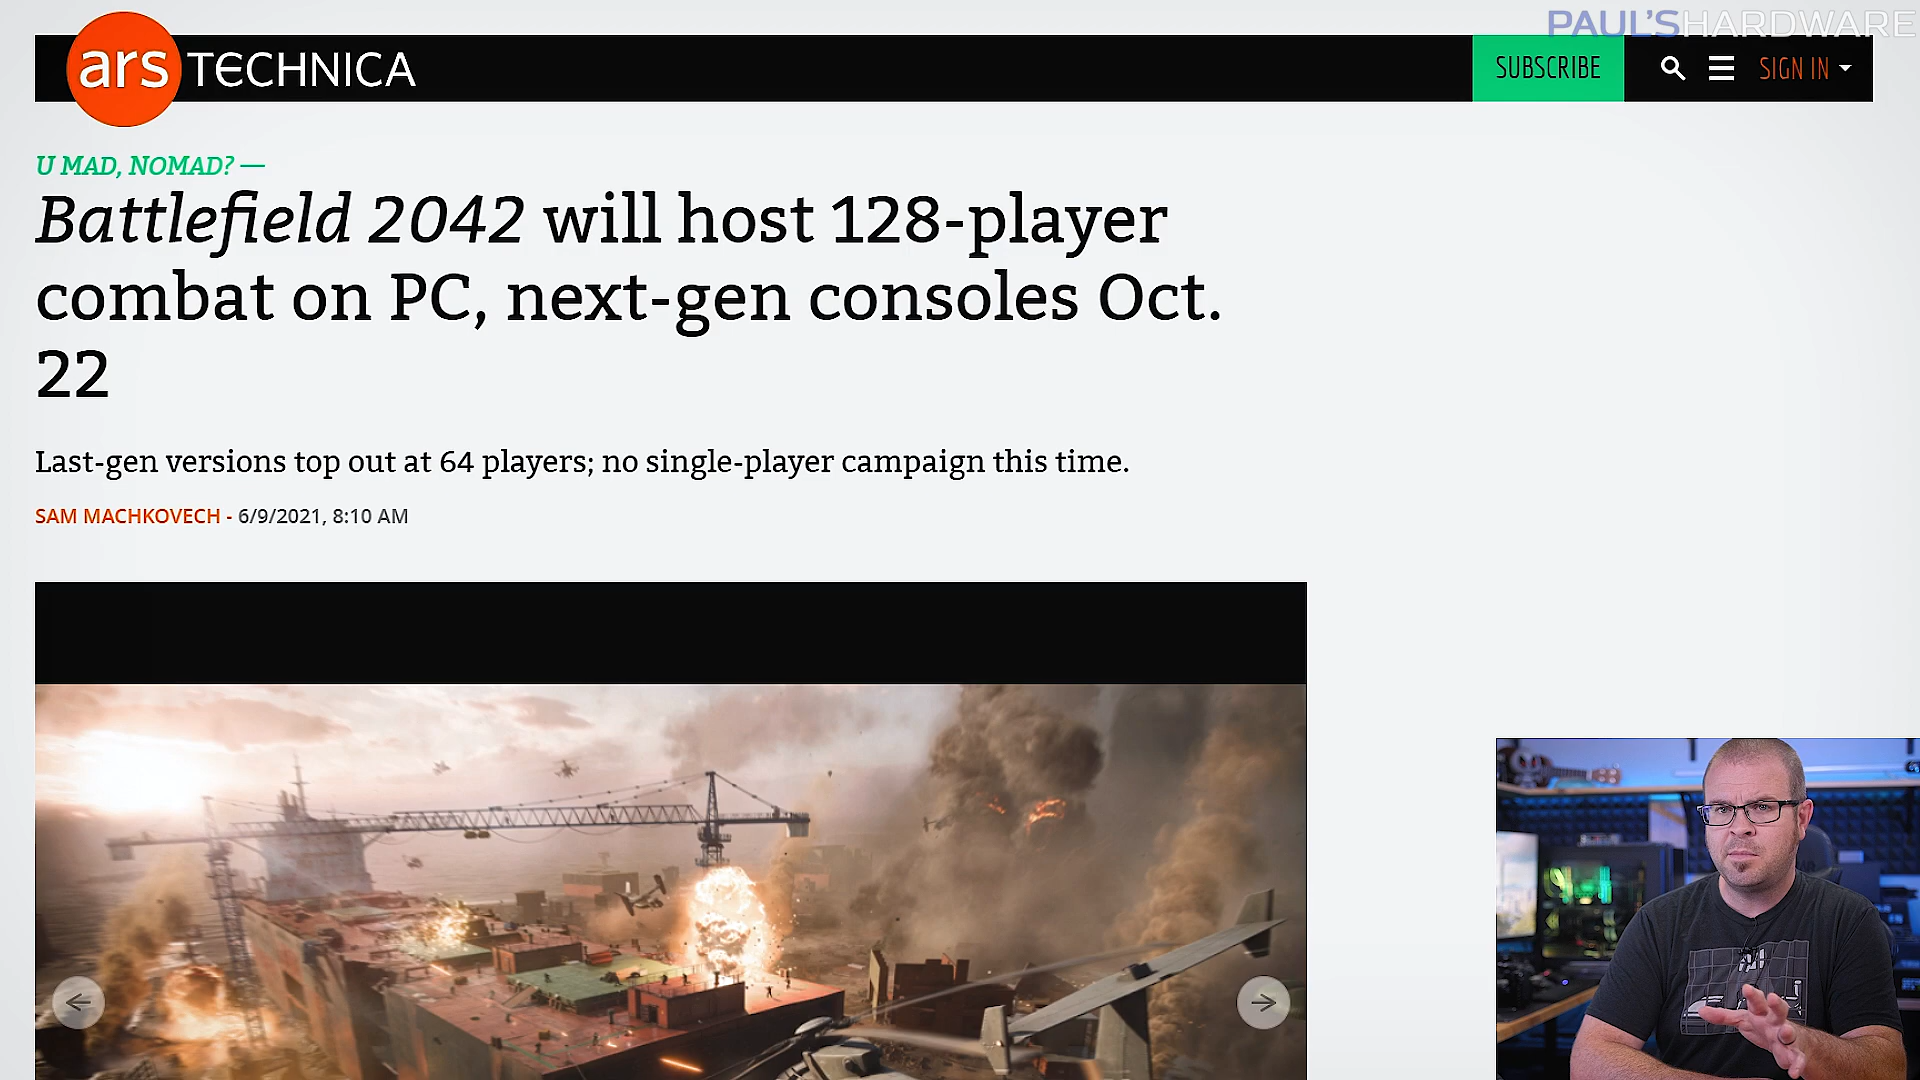 PAUL'SHARDWARE
ars TECHNICA
SUBSCRIBE
SIGN IN
U MAD, NOMAD? —
Battlefield 2042 will host 128-player
combat on PC, next-gen consoles Oct.
22
Last-gen versions top out at 64 players; no single-player campaign this time.
SAM MACHKOVECH - 6/9/2021, 8:10 AM